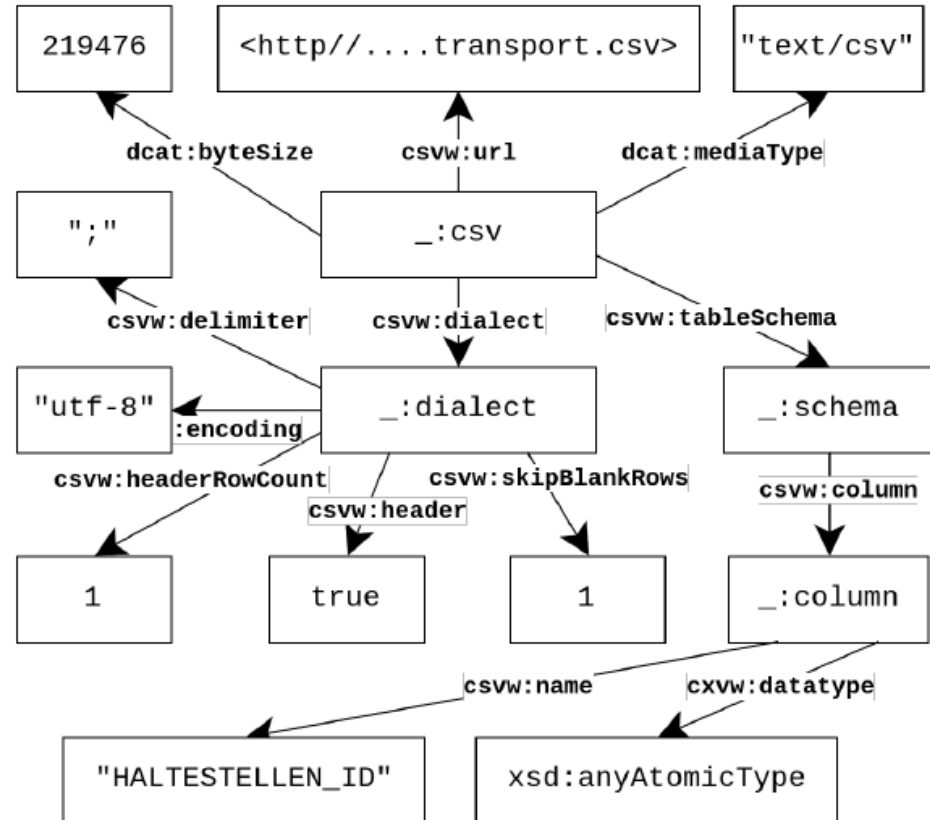 219476
<http//....transport.csv>
"text/csv"
dcat:byteSize
csvw:url
dcat:mediaType
";"
_:csv
csvw:delimiter
csvw:dialect
csvw:tableSchema
"utf-8"
_:dialect
_:schema
:encoding
csvw:headerRowCount
csvw:skipBlankRows
csvw:column
csvw:header
1
true
1
_:column
csvw:name
cxvw:datatype
"HALTESTELLEN_ID"
xsd:anyAtomicType